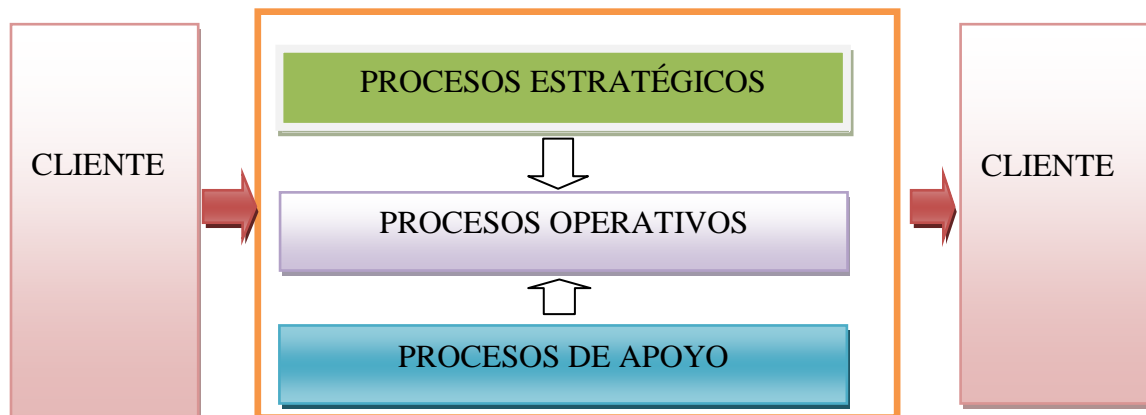 PROCESOS ESTRATÉGICOS
CLIENTE
CLIENTE
PROCESOS OPERATIVOS
PROCESOS DE APOYO